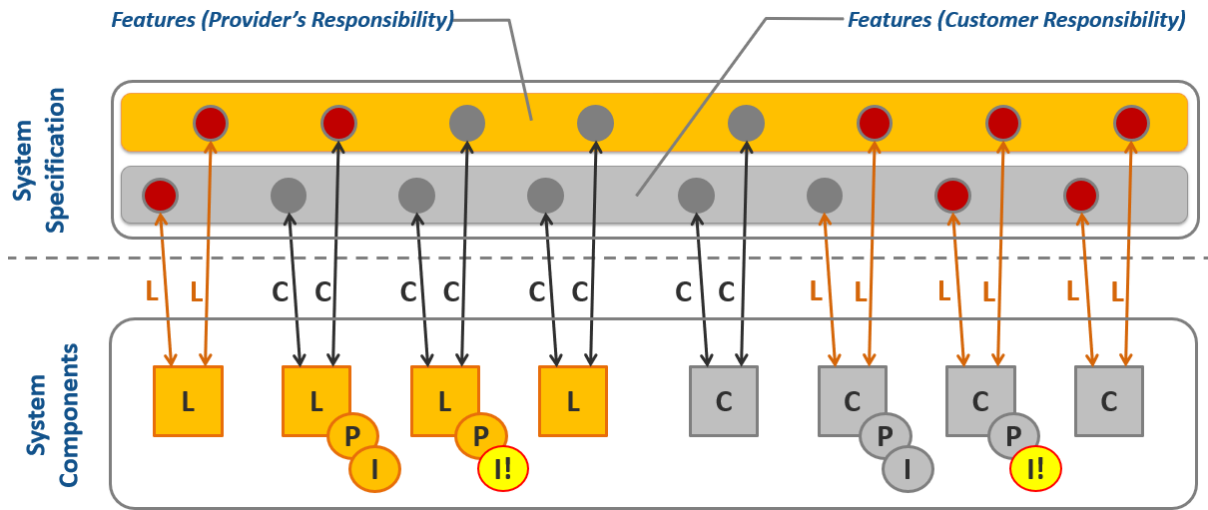 Features (Provider’s Responsibility)
Features (Customer Responsibility)
System
Specification
L L C C C C C C C C L L L L L L
System
Components
L L L L C C C C
P P P P
I I! I I!